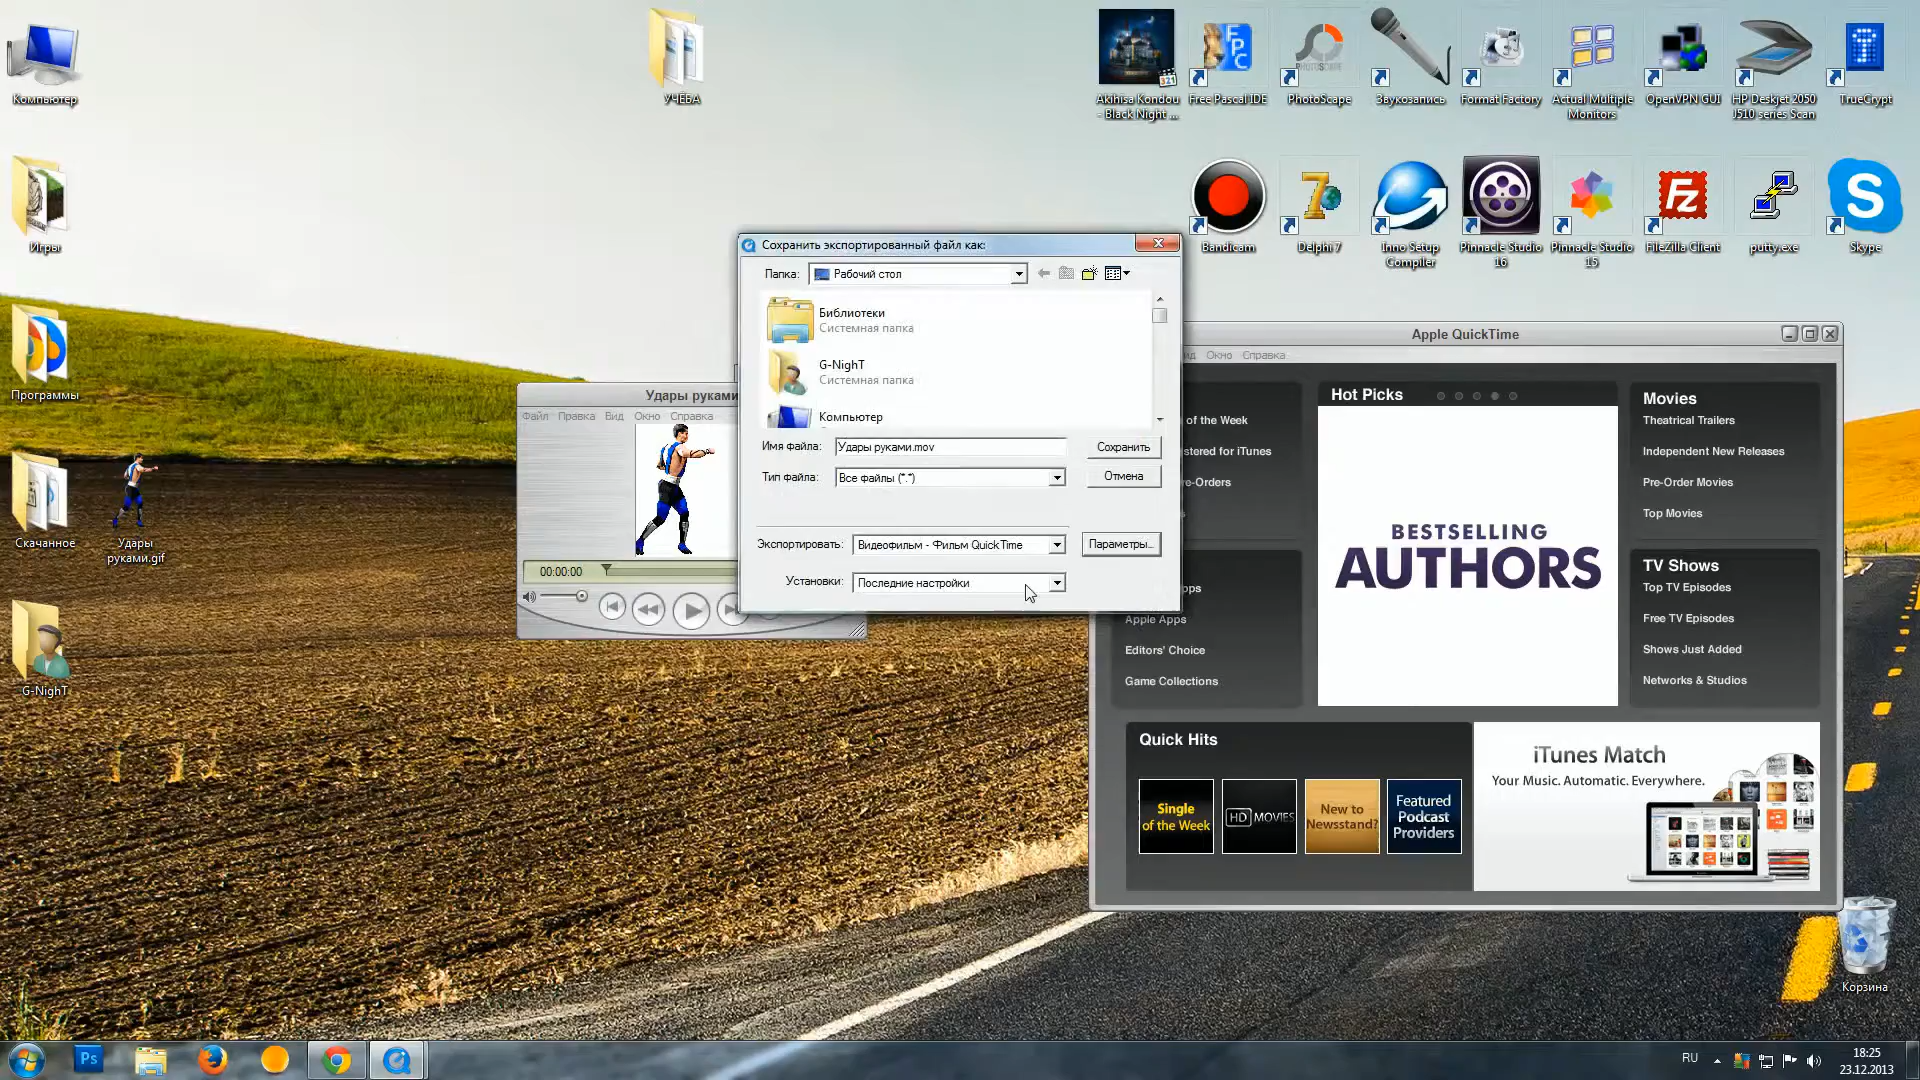 Компьютер
УЧЁБА
Akihisa Kondou
- Black Night ...
Free Pascal IDE
PhotoScape
Звукозапись
Format Factory
Actual Multiple
Monitors
OpenVPN GUI
HP Deskjet 2050
J510 series Scan
TrueCrypt
Игры
Bandicam
Delphi 7
Inno Setup
Compiler
Pinnacle Studio
16
Pinnacle Studio
15
FileZilla Client
putty.exe
Skype
Программы
Скачанное
Удары
руками.gif
G-NighT
Сохранить экспортированный файл как:
Папка:
Рабочий стол
Библиотеки
Системная папка
G-NighT
Системная папка
Компьютер
Имя файла:
Удары руками.mov
Сохранить
Тип файла:
Все файлы (*.*)
Отмена
Экспортировать:
Видеофильм - Фильм QuickTime
Параметры...
Установки:
Последние настройки
Удары руками
Файл Правка Вид Окно Справка
00:00:00
Apple QuickTime
ид Окно Справка
of the Week
stered for iTunes
re-Orders
s
pps
Apple Apps
Editors' Choice
Game Collections
Hot Picks
BESTSELLING
AUTHORS
Movies
Theatrical Trailers
Independent New Releases
Pre-Order Movies
Top Movies
TV Shows
Top TV Episodes
Free TV Episodes
Shows Just Added
Networks & Studios
Quick Hits
Single
of the Week
HD MOVIES
New to
Newsstand?
Featured
Podcast
Providers
iTunes Match
Your Music. Automatic. Everywhere.
Корзина
Ps
RU
18:25
23.12.2013